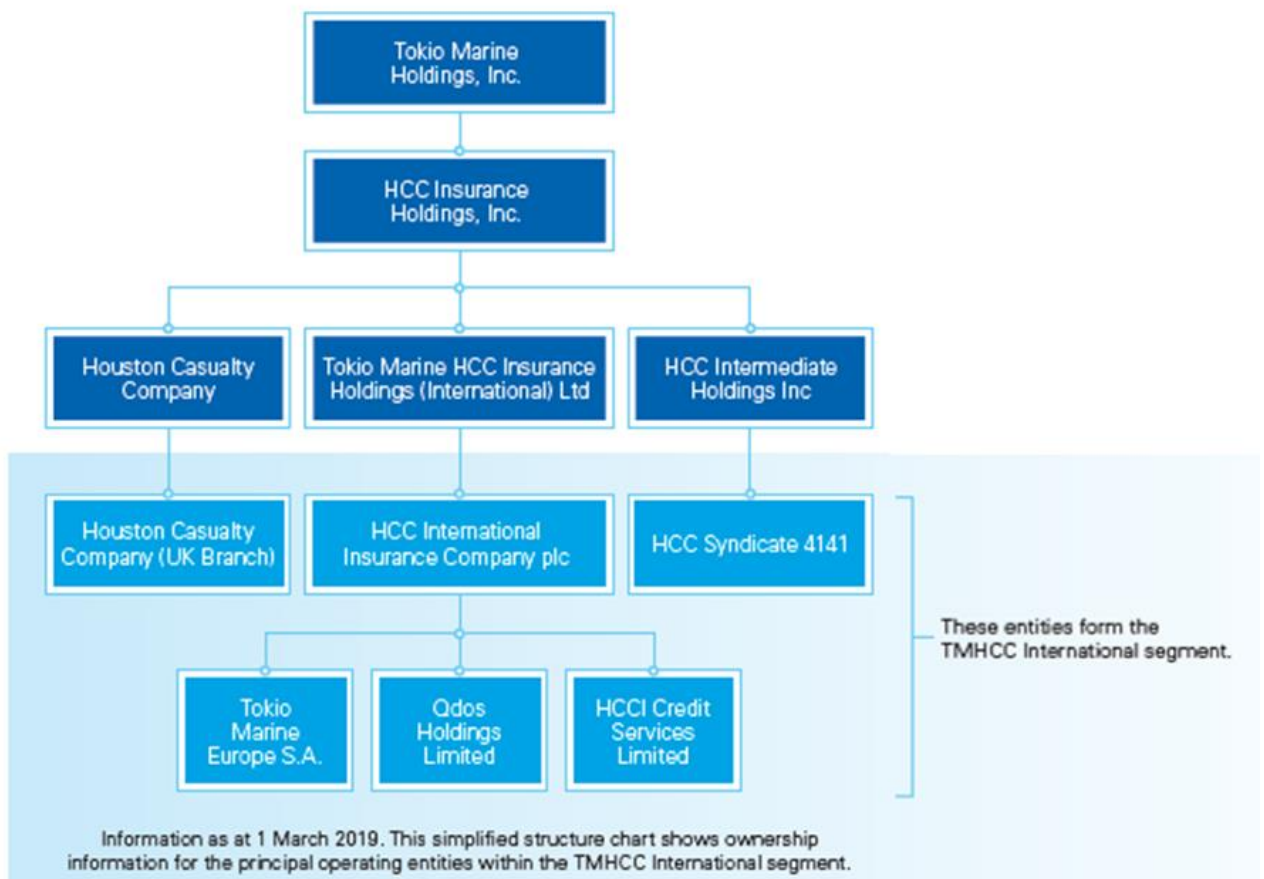 Tokio Marine
Holdings, Inc.
HCC Insurance
Holdings, Inc.
Houston Casualty
Company
Tokio Marine HCC Insurance
Holdings (International) Ltd
HCC Intermediate
Holdings Inc
Houston Casualty
Company (UK Branch)
HCC International
Insurance Company plc
HCC Syndicate 4141
These entities form the
TMHCC International segment.
Tokio
Marine
Europe S.A.
Qdos
Holdings
Limited
HCCI Credit
Services
Limited
Information as at 1 March 2019. This simplified structure chart shows ownership
information for the principal operating entities within the TMHCC International segment.